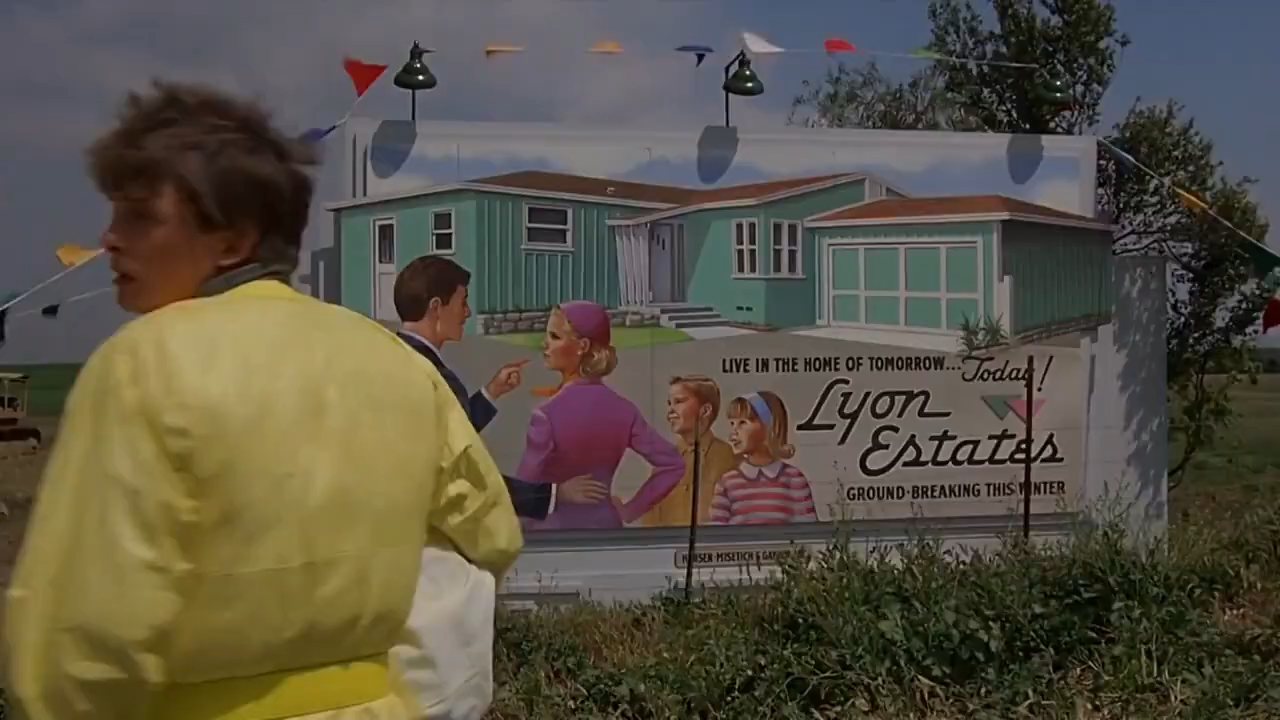 LIVE IN THE HOME OF TOMORROW... Today!
Lyon
Estates
GROUND-BREAKING THIS WINTER